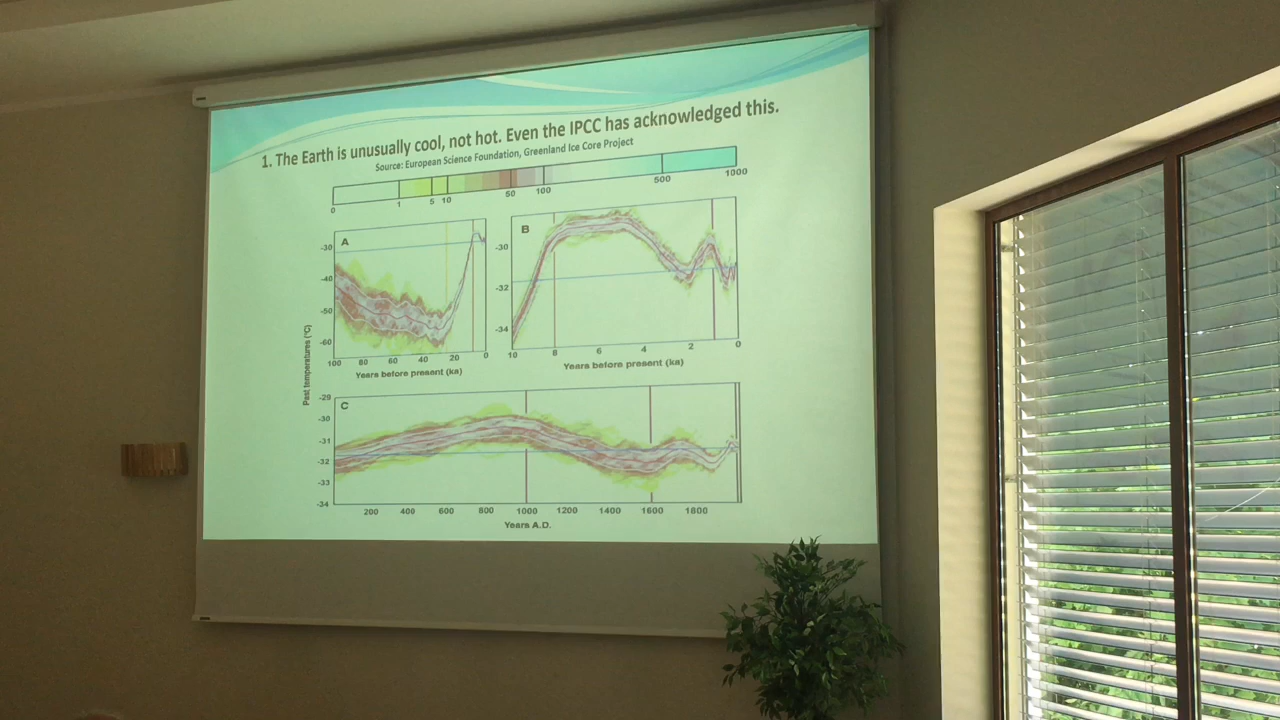 1. The Earth is unusually cool, not hot. Even the IPCC has acknowledged this.
Source: European Science Foundation, Greenland Ice Core Project
0 1 5 10 50 100 500 1000
Past temperatures (°C)
A
-30
-40
-50
-60
100 80 60 40 20 0
Years before present (ka)
B
-30
-32
-34
10 8 6 4 2 0
Years before present (ka)
C
-29
-30
-31
-32
-33
-34
200 400 600 800 1000 1200 1400 1600 1800
Years A.D.